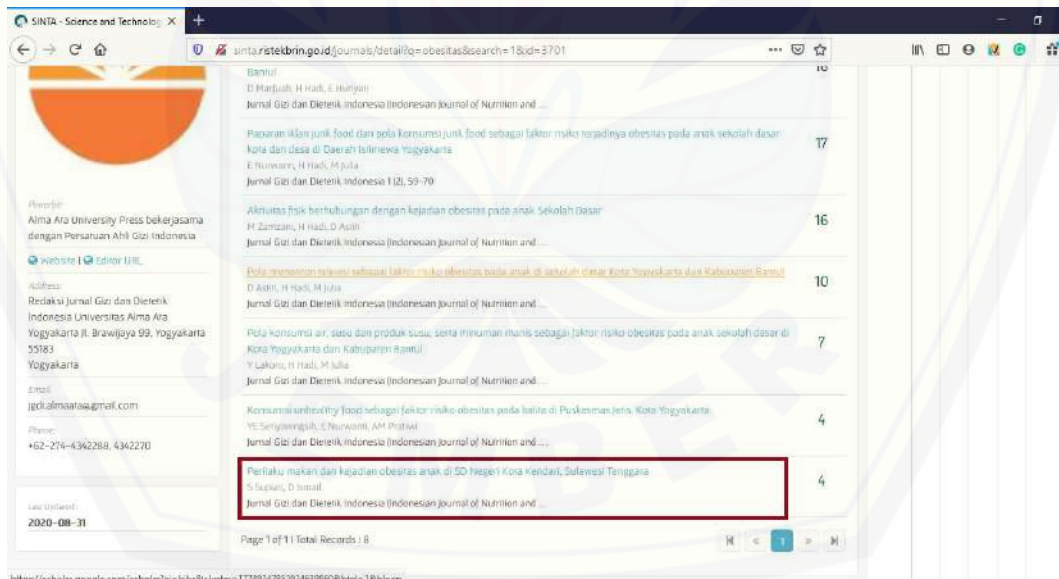 SINTA - Science and Technolog
sinta.ristekbrin.go.id/journals/detail?q=obesitas&search=1&id=3701
Bantul
D Marjuah, H Hadi, E Huriyati
Jurnal Gizi dan Dietetik Indonesia (Indonesian Journal of Nutrition and ...
Paparan iklan junk food dan pola konsumsi junk food sebagai faktor risiko terjadinya obesitas pada anak sekolah dasar
kota dan desa di Daerah Istimewa Yogyakarta
17
E Nurwanti, H Hadi, M Julia
Jurnal Gizi dan Dietetik Indonesia 1 (2), 59-70
Aktivitas fisik berhubungan dengan kejadian obesitas pada anak Sekolah Dasar
M Zamzani, H Hadi, D Astiti
16
Jurnal Gizi dan Dietetik Indonesia (Indonesian Journal of Nutrition and ...
Pola menonton televisi sebagai faktor risiko obesitas pada anak di sekolah dasar Kota Yogyakarta dan Kabupaten Bantul
D Astiti, H Hadi, M Julia
10
Jurnal Gizi dan Dietetik Indonesia (Indonesian Journal of Nutrition and ...
Pola konsumsi air, susu dan produk susu, serta minuman manis sebagai faktor risiko obesitas pada anak sekolah dasar di
Kota Yogyakarta dan Kabupaten Bantul
7
Y Lakoro, H Hadi, M Julia
Jurnal Gizi dan Dietetik Indonesia (Indonesian Journal of Nutrition and ...
Konsumsi unhealthy food sebagai faktor risiko obesitas pada balita di Puskesmas Jetis, Kota Yogyakarta
YE Setiyaningsih, E Nurwanti, AM Pratiwi
4
Jurnal Gizi dan Dietetik Indonesia (Indonesian Journal of Nutrition and ...
Perilaku makan dan kejadian obesitas anak di SD Negeri Kota Kendari, Sulawesi Tenggara
S Supiati, D Ismail
4
Jurnal Gizi dan Dietetik Indonesia (Indonesian Journal of Nutrition and ...
Page 1 of 1 | Total Records : 8
1
Penerbit:
Alma Ata University Press bekerjasama
dengan Persatuan Ahli Gizi Indonesia
Website | Editor URL
Address:
Redaksi Jurnal Gizi dan Dietetik
Indonesia Universitas Alma Ata
Yogyakarta Jl. Brawijaya 99, Yogyakarta
55183
Yogyakarta
Email:
jgdi.almaata@gmail.com
Phone:
+62-274-4342288, 4342270
Last Updated :
2020-08-31